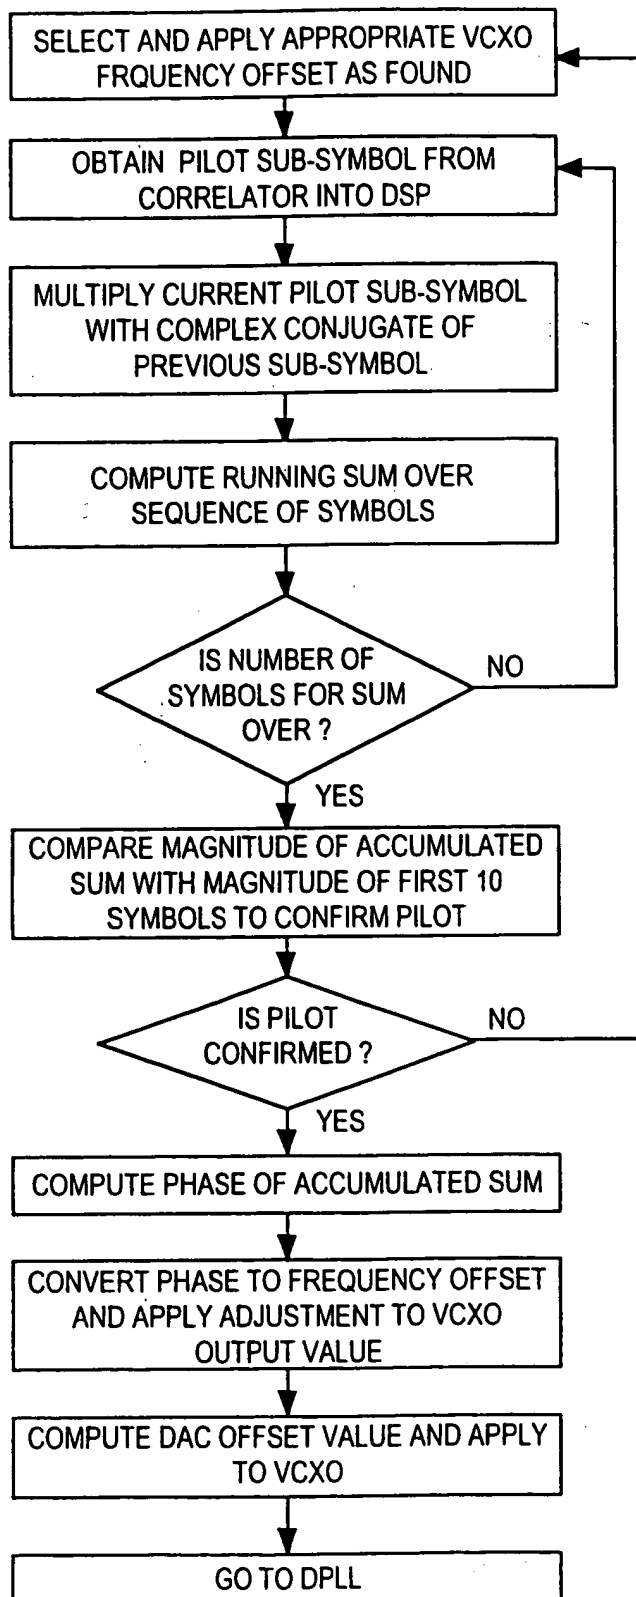 SELECT AND APPLY APPROPRIATE VCXO
FRQUENCY OFFSET AS FOUND
OBTAIN PILOT SUB-SYMBOL FROM
CORRELATOR INTO DSP
MULTIPLY CURRENT PILOT SUB-SYMBOL
WITH COMPLEX CONJUGATE OF
PREVIOUS SUB-SYMBOL
COMPUTE RUNNING SUM OVER
SEQUENCE OF SYMBOLS
IS NUMBER OF
SYMBOLS FOR SUM
OVER ?
NO
YES
COMPARE MAGNITUDE OF ACCUMULATED
SUM WITH MAGNITUDE OF FIRST 10
SYMBOLS TO CONFIRM PILOT
IS PILOT
CONFIRMED ?
NO
YES
COMPUTE PHASE OF ACCUMULATED SUM
CONVERT PHASE TO FREQUENCY OFFSET
AND APPLY ADJUSTMENT TO VCXO
OUTPUT VALUE
COMPUTE DAC OFFSET VALUE AND APPLY
TO VCXO
GO TO DPLL